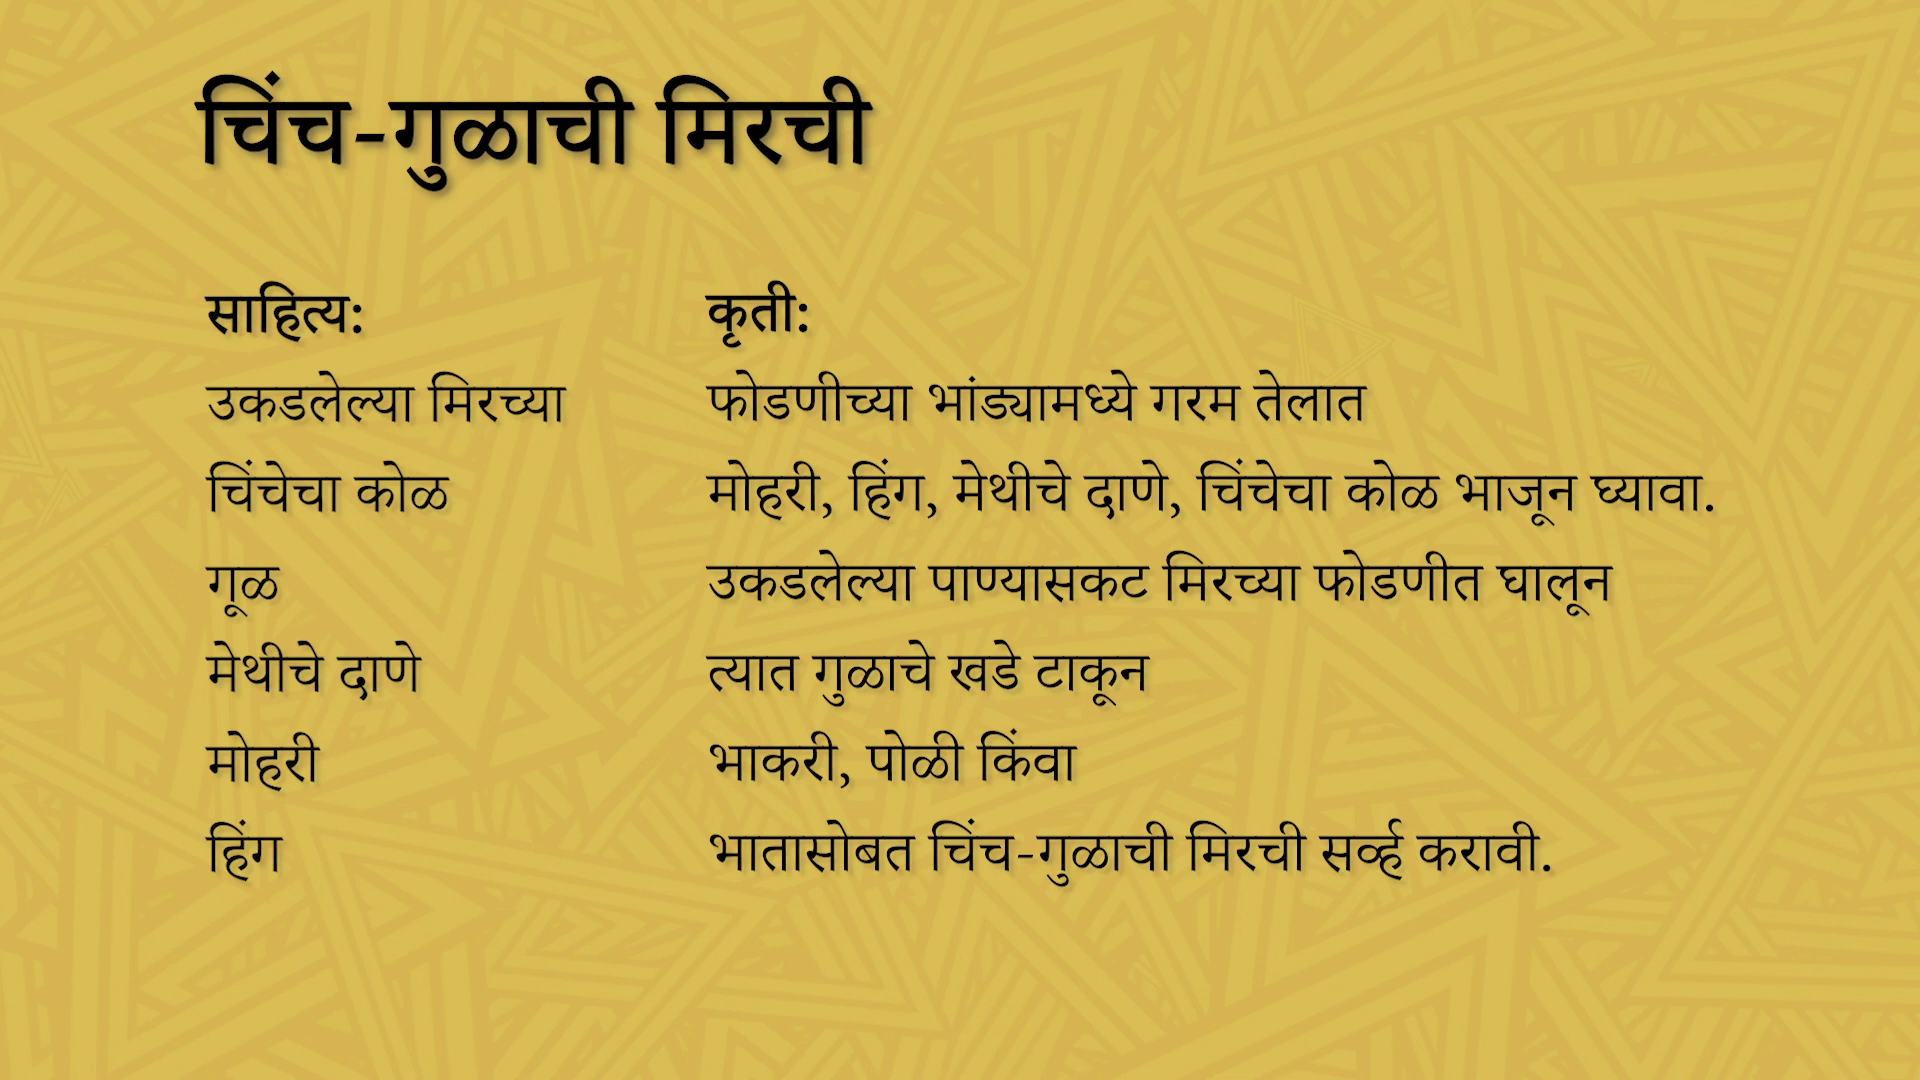 चिंच-गुळाची मिरची
साहित्य:
उकडलेल्या मिरच्या
चिंचेचा कोळ
गूळ
मेथीचे दाणे
मोहरी
हिंग
कृती:
फोडणीच्या भांड्यामध्ये गरम तेलात
मोहरी, हिंग, मेथीचे दाणे, चिंचेचा कोळ भाजून घ्यावा.
उकडलेल्या पाण्यासकट मिरच्या फोडणीत घालून
त्यात गुळाचे खडे टाकून
भाकरी, पोळी किंवा
भातासोबत चिंच-गुळाची मिरची सर्व्ह करावी.